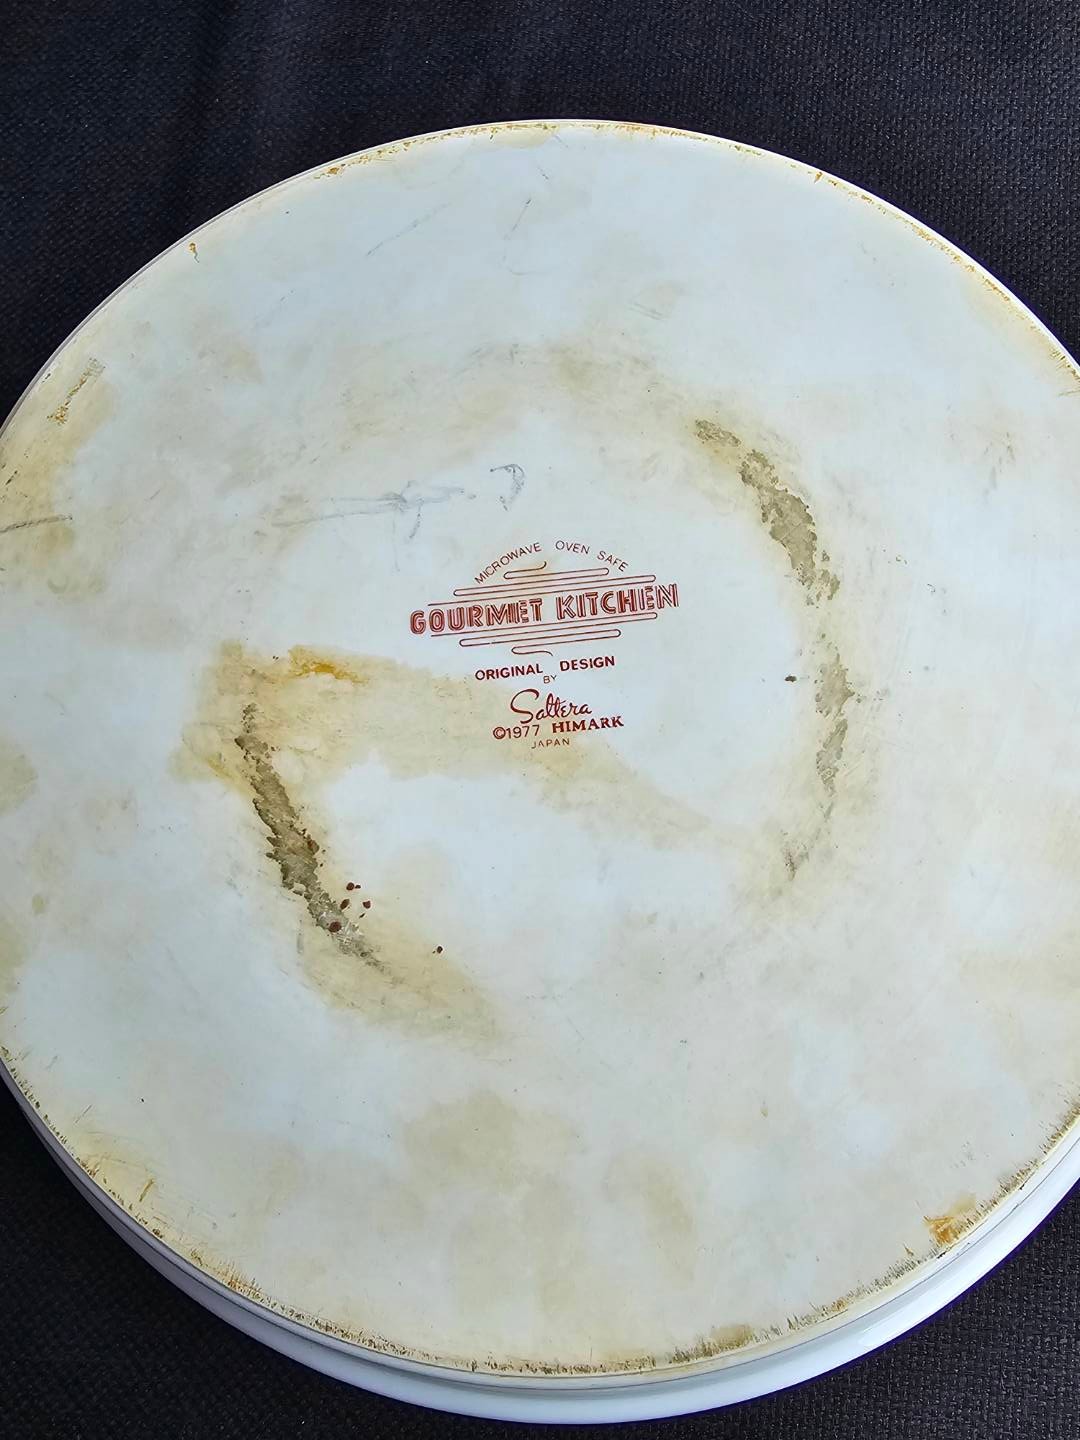 MICROWAVE OVEN SAFE
GOURMET KITCHEN
ORIGINAL DESIGN
BY
Saltera
©1977 HIMARK
JAPAN